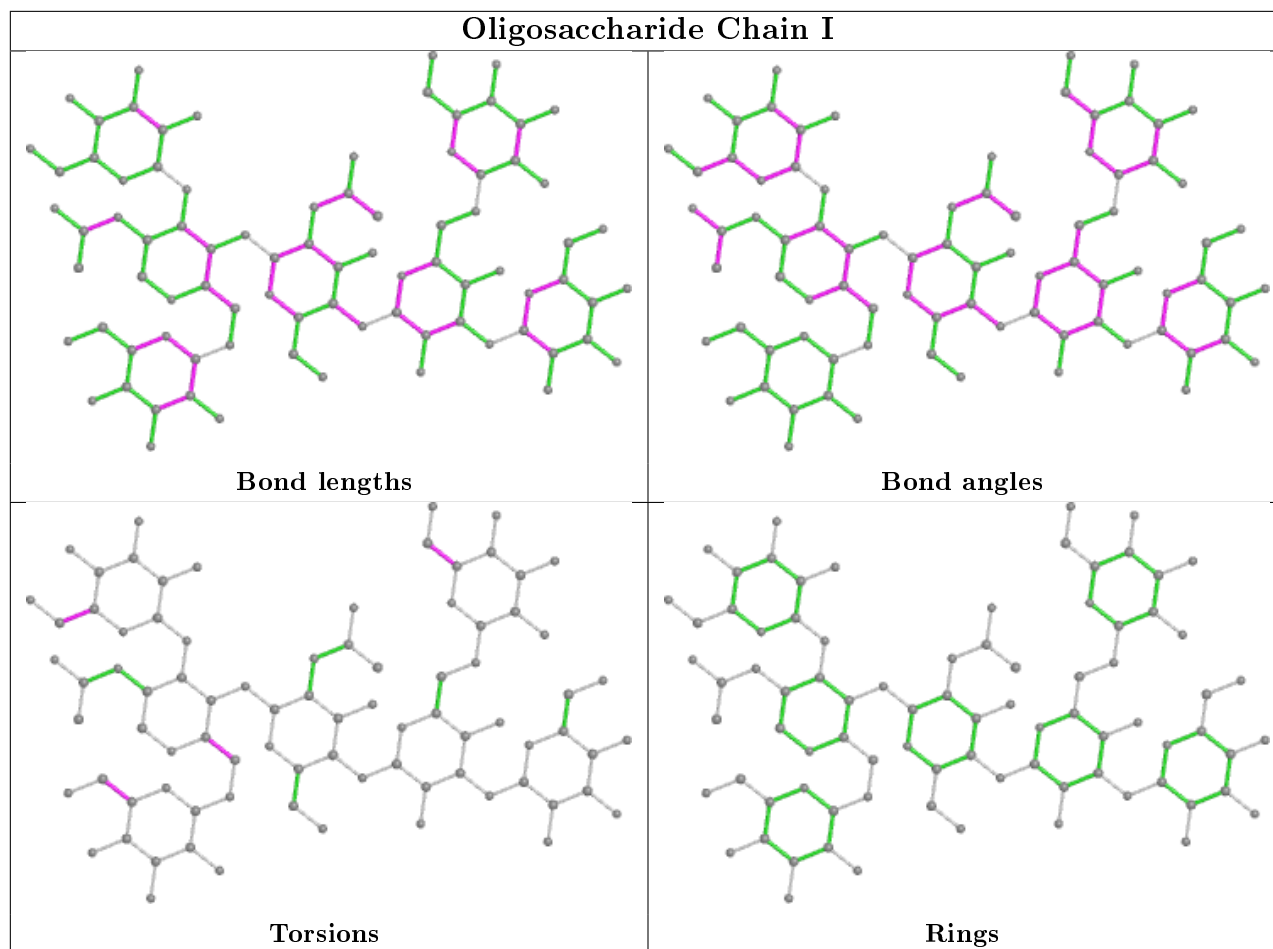 Oligosaccharide Chain I
Bond lengths
Bond angles
Torsions
Rings